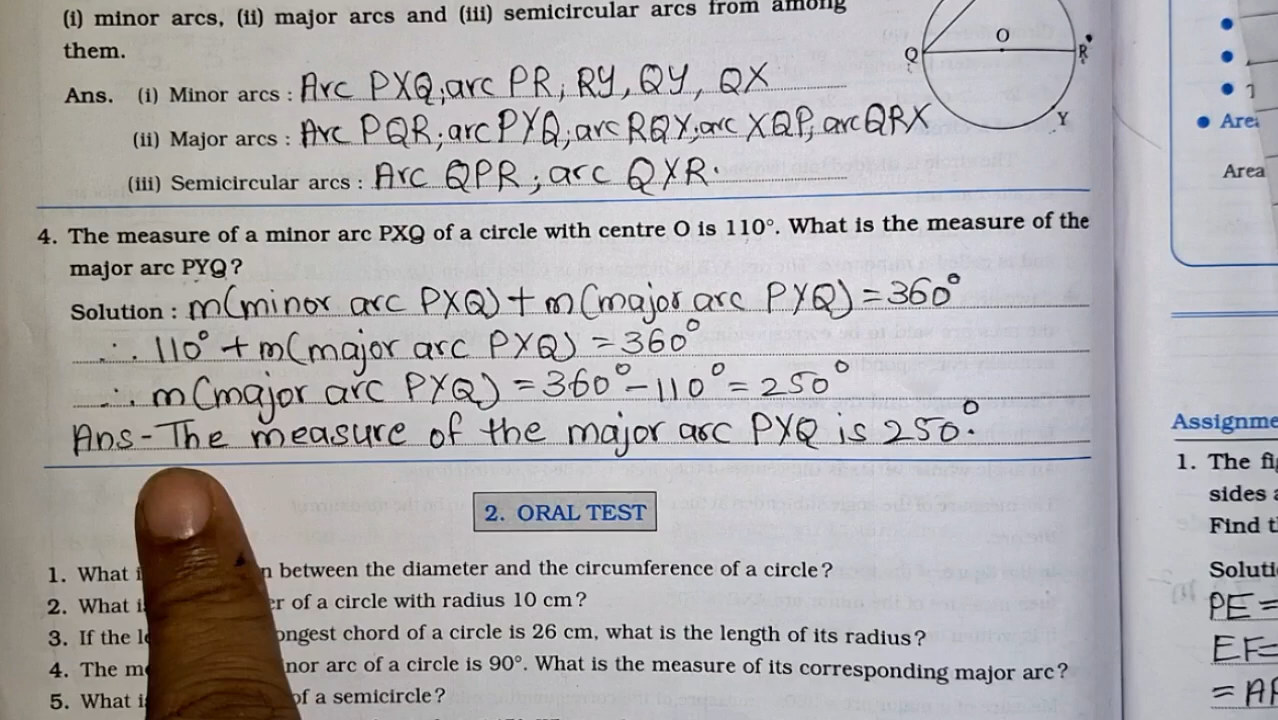 (i) minor arcs, (ii) major arcs and (iii) semicircular arcs from among
them.
Ans. (i) Minor arcs : Arc PXQ, arc PR, RY, QY, QX
(ii) Major arcs : Arc PQR, arc PYQ, arc RQX, arc XQP, arc QRX
(iii) Semicircular arcs : Arc QPR, arc QYR.
O
Q
R
Y
4. The measure of a minor arc PXQ of a circle with centre O is 110°. What is the measure of the
major arc PYQ?
Solution : m(minor arc PXQ) + m(major arc PYQ) = 360°
∴ 110° + m(major arc PYQ) = 360°
∴ m(major arc PYQ) = 360° - 110° = 250°
Ans - The measure of the major arc PYQ is 250°.
2. ORAL TEST
1. What between the diameter and the circumference of a circle?
2. What of a circle with radius 10 cm?
3. If the longest chord of a circle is 26 cm, what is the length of its radius?
4. The arc of a circle is 90°. What is the measure of its corresponding major arc?
5. What of a semicircle?
Area
Assignme
1. The
sides
Find
Soluti
PE =
EF =